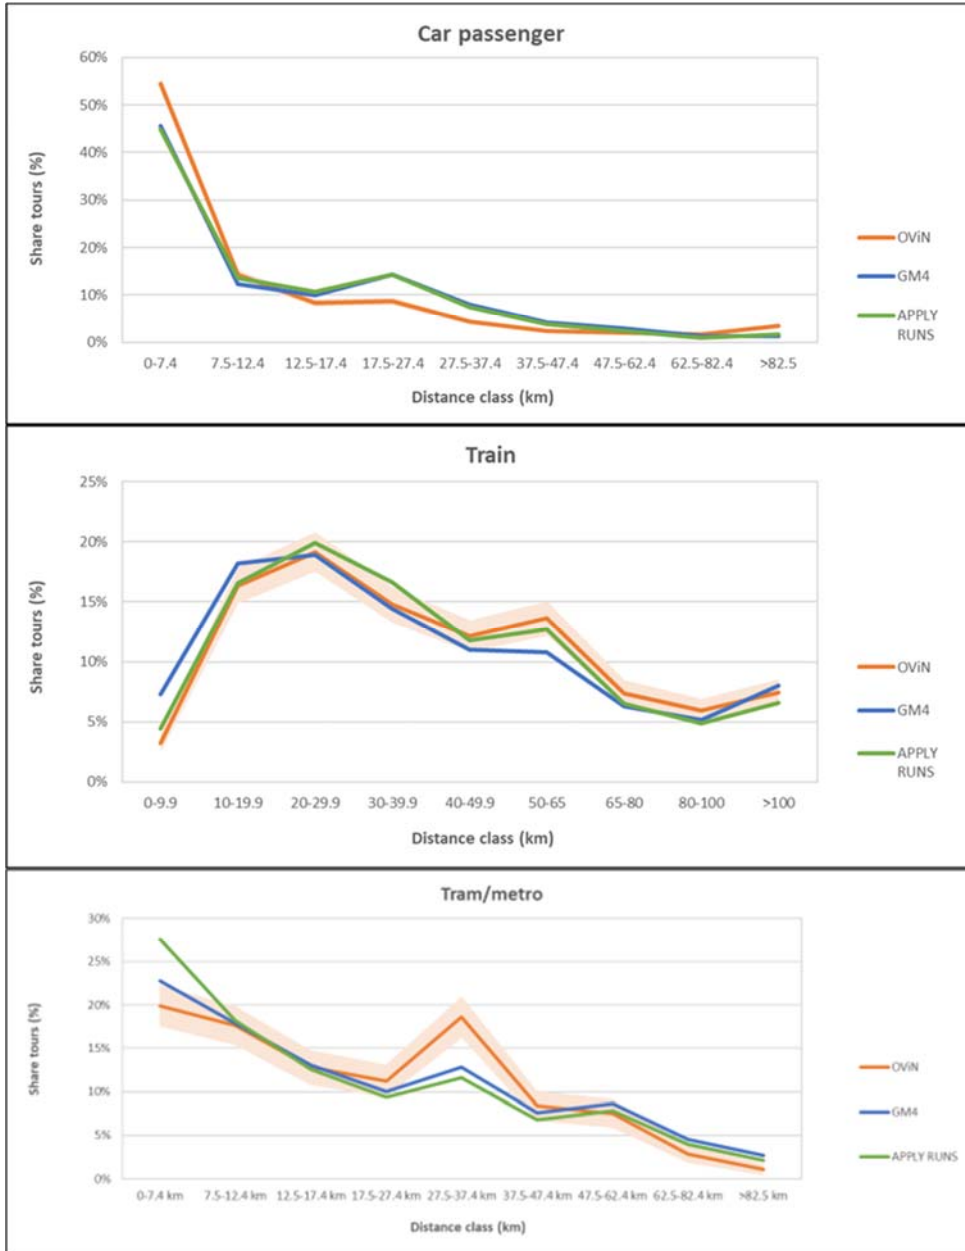 Car passenger
60%
50%
40%
30%
20%
10%
0%
Share tours (%)
0-7.4 7.5-12.4 12.5-17.4 17.5-27.4 27.5-37.4 37.5-47.4 47.5-62.4 62.5-82.4 >82.5
Distance class (km)
OViN
GM4
APPLY
RUNS
Train
25%
20%
15%
10%
5%
0%
Share tours (%)
0-9.9 10-19.9 20-29.9 30-39.9 40-49.9 50-65 65-80 80-100 >100
Distance class (km)
OViN
GM4
APPLY
RUNS
Tram/metro
30%
25%
20%
15%
10%
5%
0%
Share tours (%)
0-7.4 km 7.5-12.4 km 12.5-17.4 km 17.5-27.4 km 27.5-37.4 km 37.5-47.4 km 47.5-62.4 km 62.5-82.4 km >82.5 km
Distance class (km)
OViN
GM4
APPLY RUNS